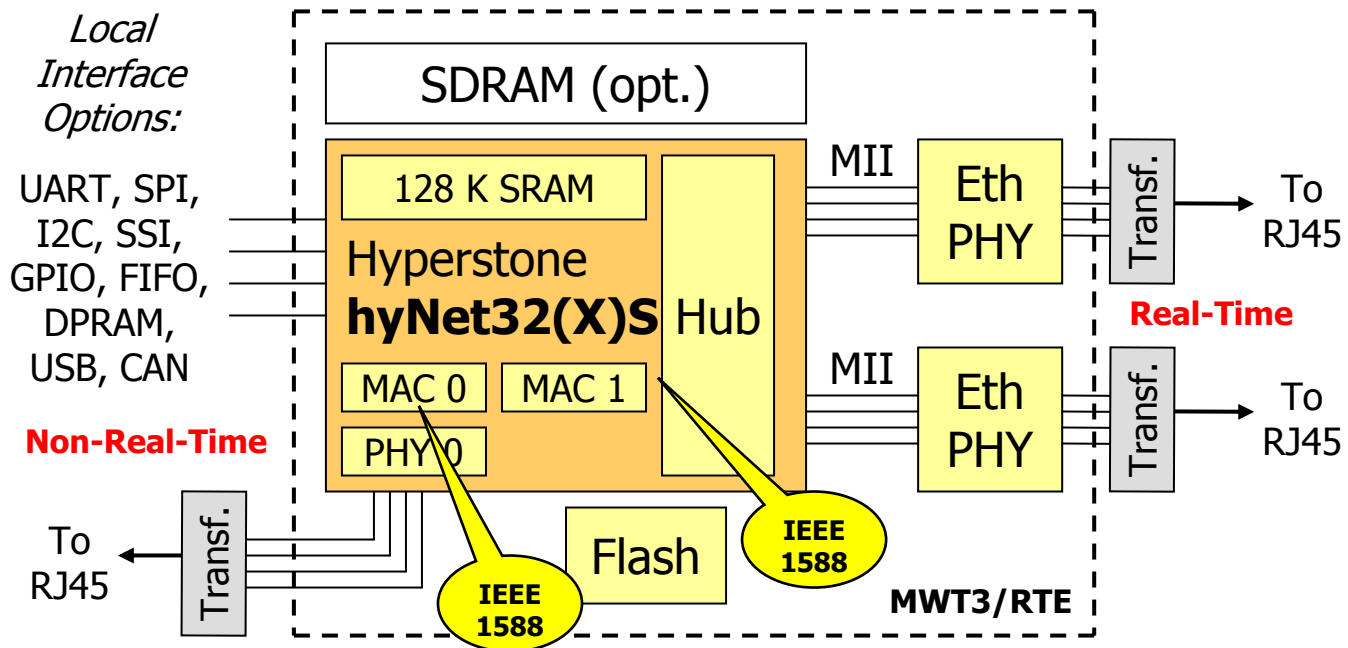 Local
Interface
Options:
UART, SPI,
I2C, SSI,
GPIO, FIFO,
DPRAM,
USB, CAN
Non-Real-Time
To
RJ45
Transf.
SDRAM (opt.)
128 K SRAM
Hyperstone
hyNet32(X)S
Hub
MAC 0
MAC 1
PHY 0
IEEE
1588
IEEE
1588
Flash
MWT3/RTE
MII
Eth
PHY
Transf.
To
RJ45
Real-Time
MII
Eth
PHY
Transf.
To
RJ45